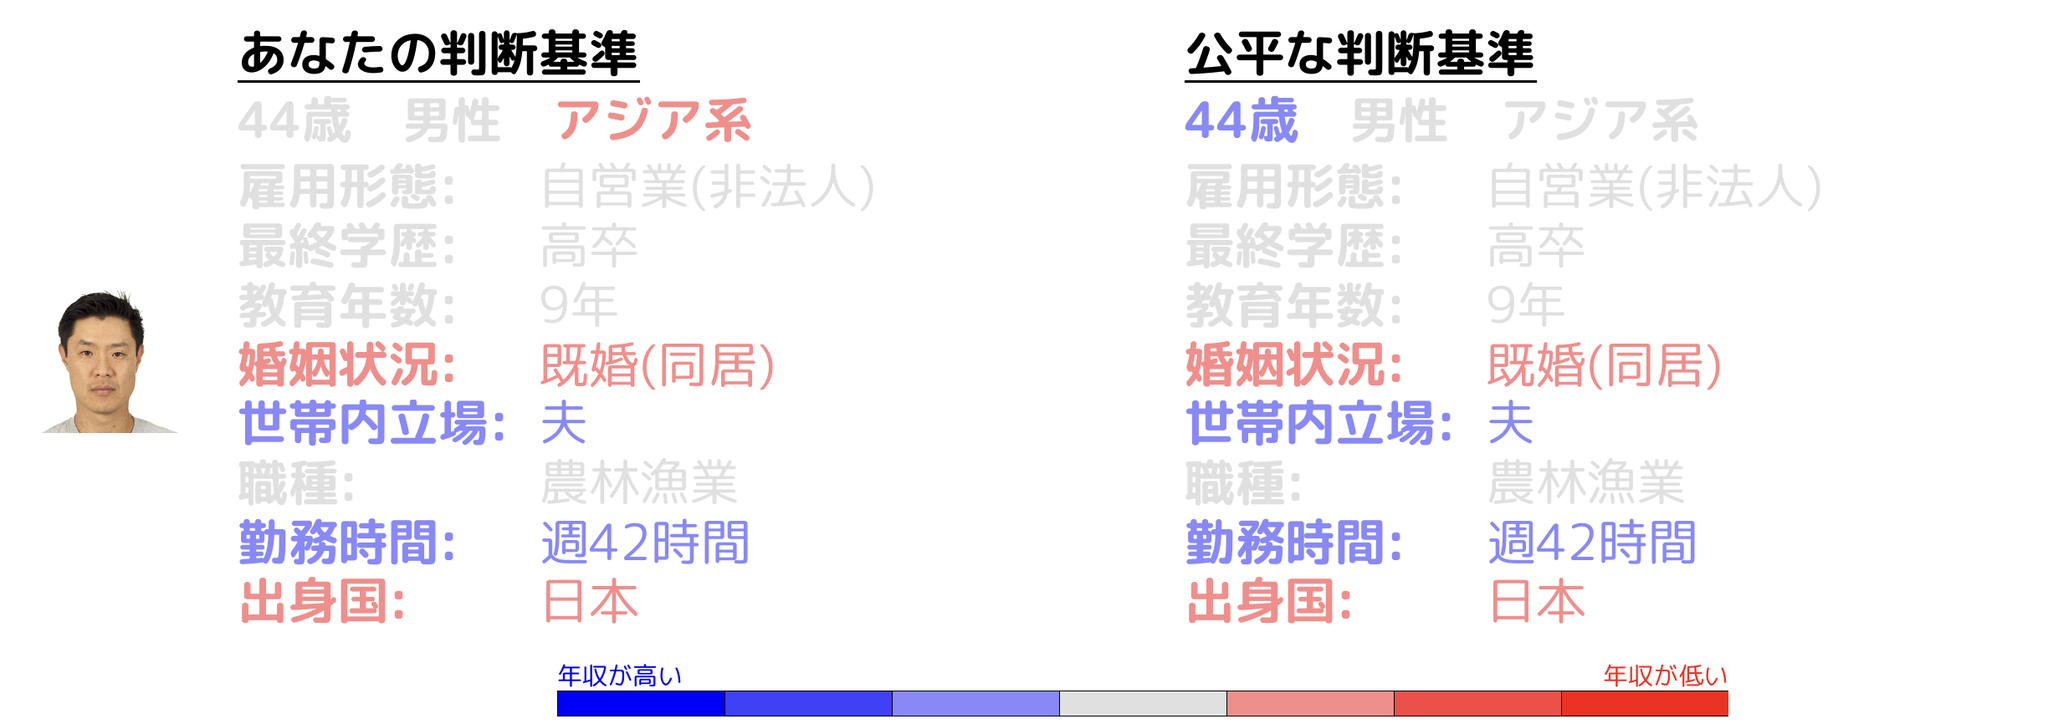 あなたの判断基準
44歳 男性 アジア系
雇用形態: 自営業(非法人)
最終学歴: 高卒
教育年数: 9年
婚姻状況: 既婚(同居)
世帯内立場: 夫
職種: 農林漁業
勤務時間: 週42時間
出身国: 日本
公平な判断基準
44歳 男性 アジア系
雇用形態: 自営業(非法人)
最終学歴: 高卒
教育年数: 9年
婚姻状況: 既婚(同居)
世帯内立場: 夫
職種: 農林漁業
勤務時間: 週42時間
出身国: 日本
年収が高い
年収が低い